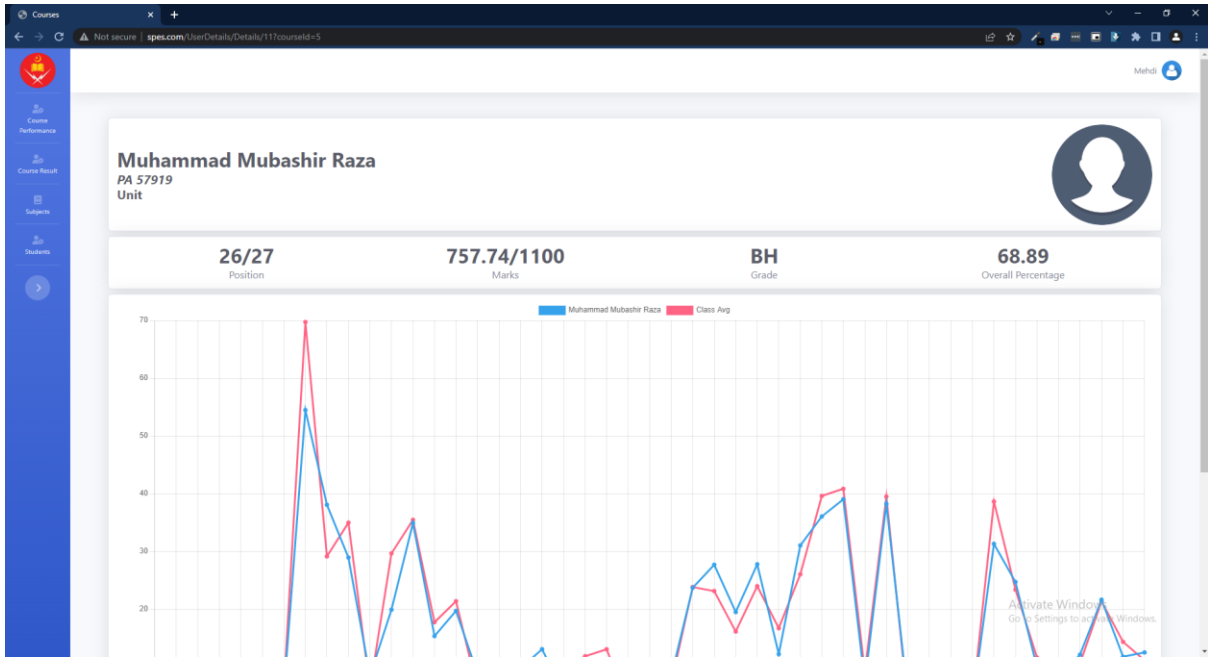 Courses
Not secure | spes.com/UserDetails/Details/11?courseId=5
Mehdi
Course
Performance
Course Result
Subjects
Students
Muhammad Mubashir Raza
PA 57919
Unit
26/27
Position
757.74/1100
Marks
BH
Grade
68.89
Overall Percentage
Muhammad Mubashir Raza
Class Avg
70
60
50
40
30
20
Activate Windows
Go to Settings to activate Windows.